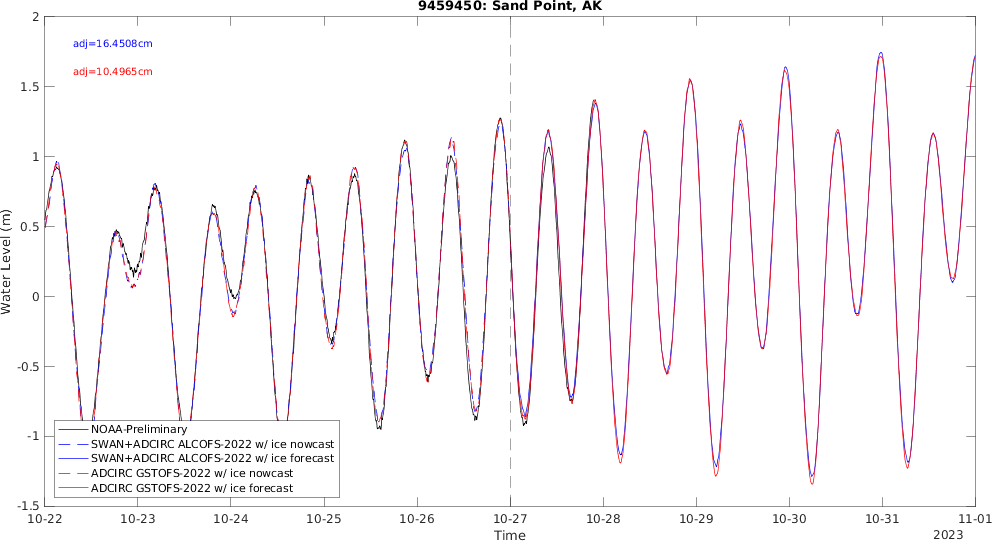 9459450: Sand Point, AK
adj=16.4508cm
adj=10.4965cm
Water Level (m)
2
1.5
1
0.5
0
-0.5
-1
-1.5
NOAA-Preliminary
SWAN+ADCIRC ALCOFS-2022 w/ ice nowcast
SWAN+ADCIRC ALCOFS-2022 w/ ice forecast
ADCIRC GSTOFS-2022 w/ ice nowcast
ADCIRC GSTOFS-2022 w/ ice forecast
10-22 10-23 10-24 10-25 10-26 10-27 10-28 10-29 10-30 10-31 11-01
Time
2023